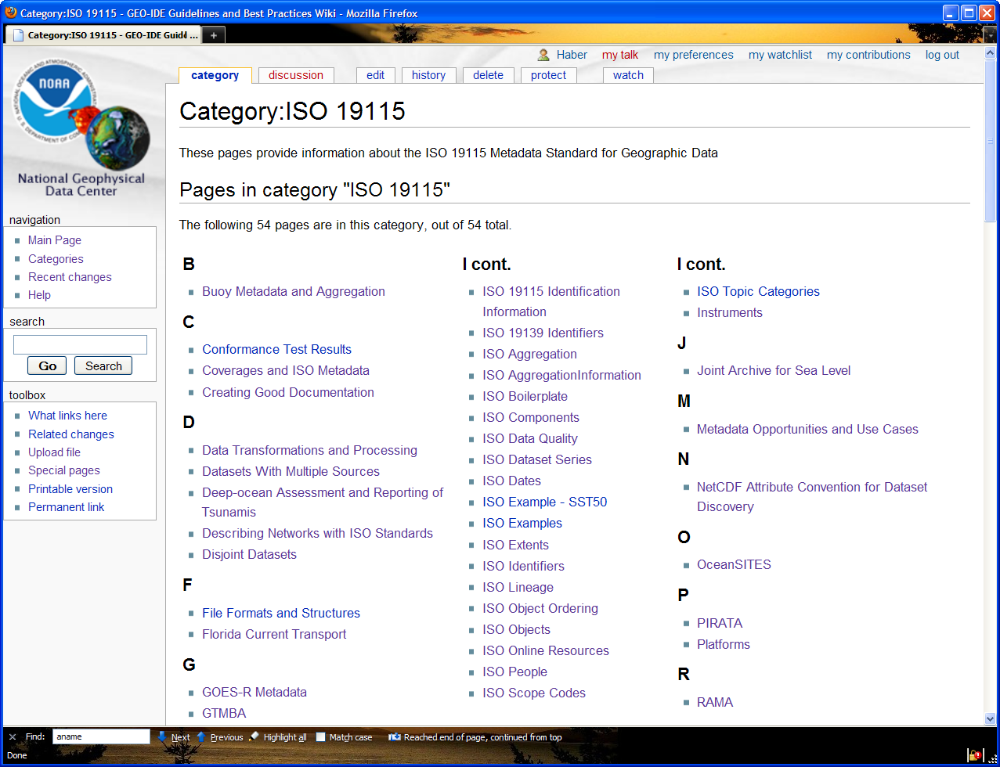 Category:ISO 19115 - GEO-IDE Guidelines and Best Practices Wiki - Mozilla Firefox
Category:ISO 19115 - GEO-IDE Guidel ...
+
Haber my talk my preferences my watchlist my contributions log out
category discussion edit history delete protect watch
NOAA
National Geophysical
Data Center
navigation
Main Page
Categories
Recent changes
Help
search
Go Search
toolbox
What links here
Related changes
Upload file
Special pages
Printable version
Permanent link
Category:ISO 19115
These pages provide information about the ISO 19115 Metadata Standard for Geographic Data
Pages in category "ISO 19115"
The following 54 pages are in this category, out of 54 total.
B
Buoy Metadata and Aggregation
C
Conformance Test Results
Coverages and ISO Metadata
Creating Good Documentation
D
Data Transformations and Processing
Datasets With Multiple Sources
Deep-ocean Assessment and Reporting of
Tsunamis
Describing Networks with ISO Standards
Disjoint Datasets
F
File Formats and Structures
Florida Current Transport
G
GOES-R Metadata
GTMBA
I cont.
ISO 19115 Identification
Information
ISO 19139 Identifiers
ISO Aggregation
ISO AggregationInformation
ISO Boilerplate
ISO Components
ISO Data Quality
ISO Dataset Series
ISO Dates
ISO Example - SST50
ISO Examples
ISO Extents
ISO Identifiers
ISO Lineage
ISO Object Ordering
ISO Objects
ISO Online Resources
ISO People
ISO Scope Codes
I cont.
ISO Topic Categories
Instruments
J
Joint Archive for Sea Level
M
Metadata Opportunities and Use Cases
N
NetCDF Attribute Convention for Dataset
Discovery
O
OceanSITES
P
PIRATA
Platforms
R
RAMA
Find: aname Next Previous Highlight all Match case Reached end of page, continued from top
Done